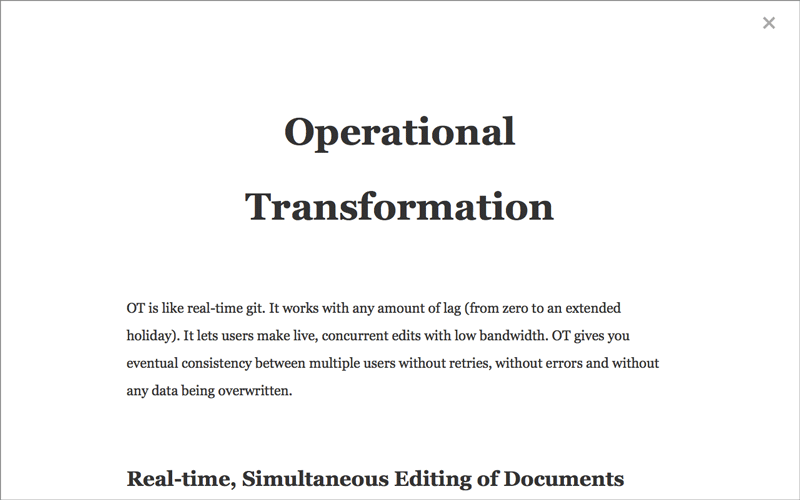 Operational
Transformation
OT is like real-time git. It works with any amount of lag (from zero to an extended
holiday). It lets users make live, concurrent edits with low bandwidth. OT gives you
eventual consistency between multiple users without retries, without errors and without
any data being overwritten.
Real-time, Simultaneous Editing of Documents